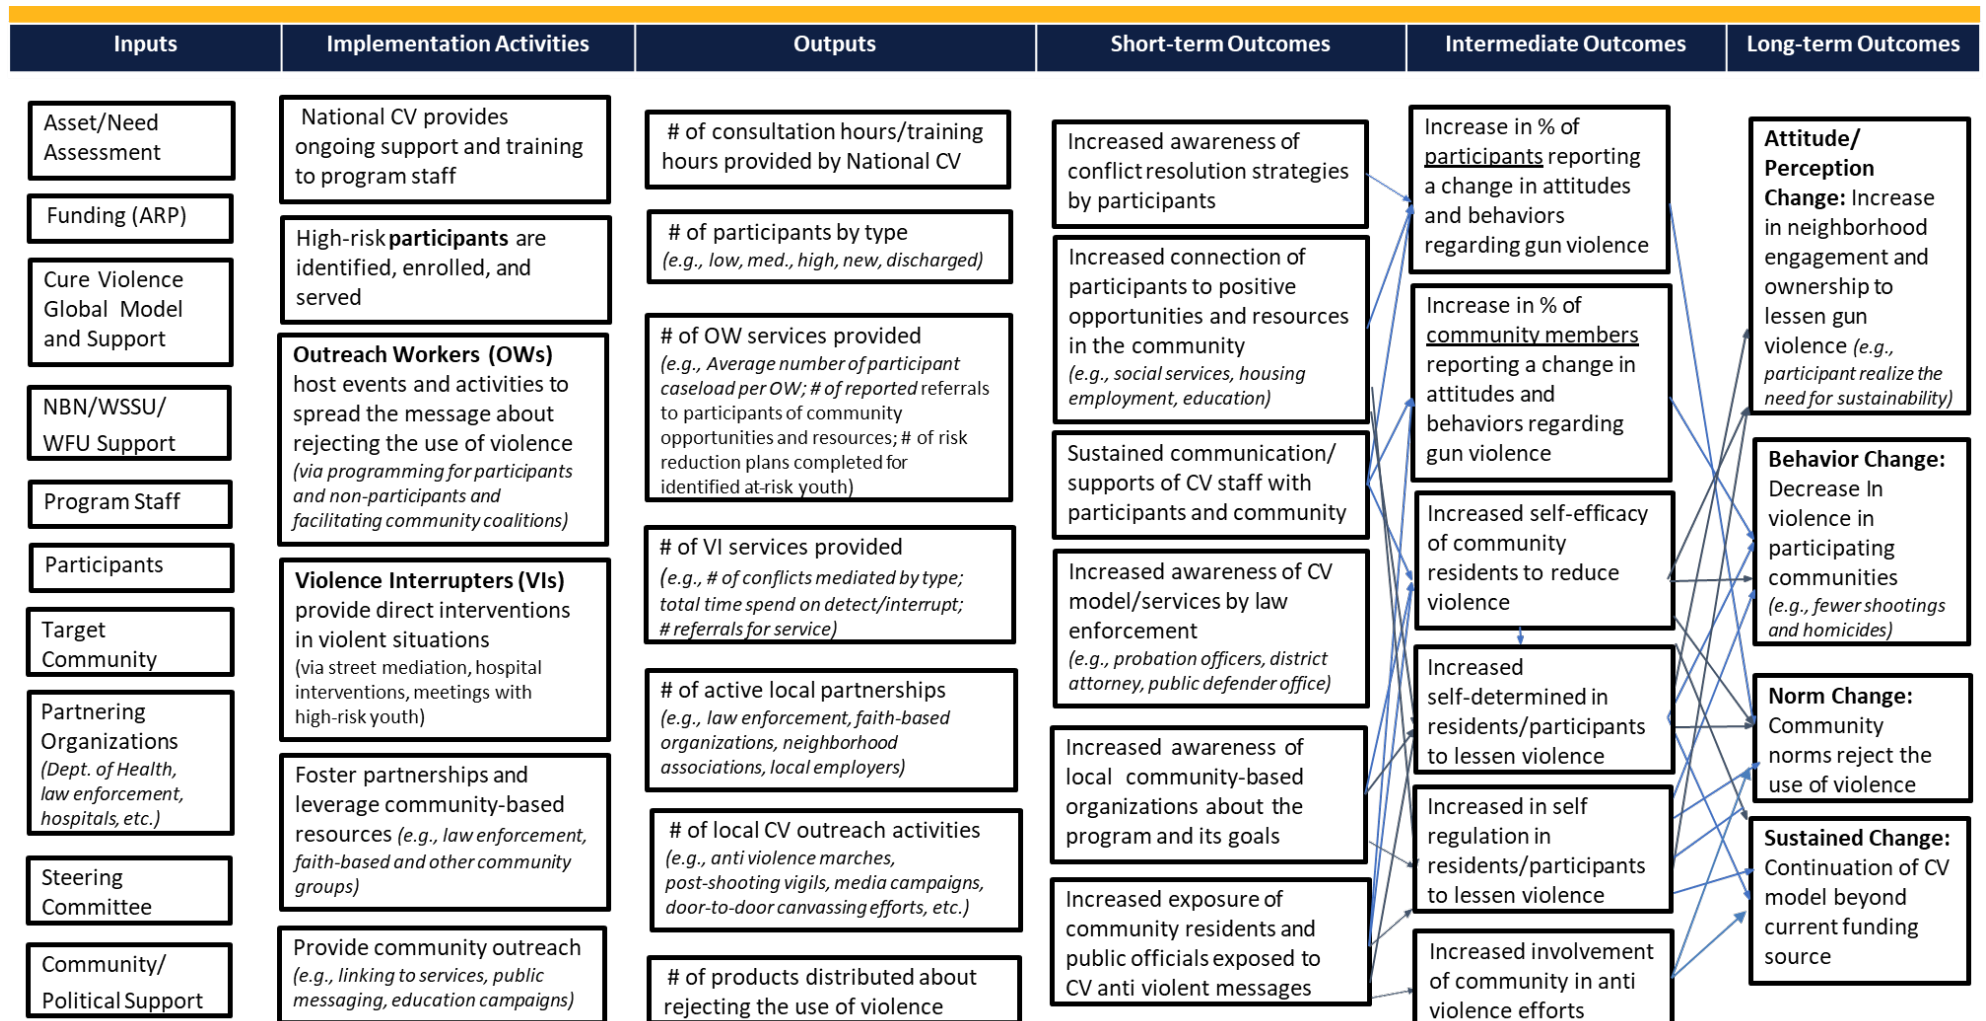 Inputs
Implementation Activities
Outputs
Short-term Outcomes
Intermediate Outcomes
Long-term Outcomes
Asset/Need
Assessment
Funding (ARP)
Cure Violence
Global Model
and Support
NBN/WSSU/
WFU Support
Program Staff
Participants
Target
Community
Partnering
Organizations
(Dept. of Health,
law enforcement,
hospitals, etc.)
Steering
Committee
Community/
Political Support
National CV provides
ongoing support and training
to program staff
High-risk participants are
identified, enrolled, and
served
Outreach Workers (OWs)
host events and activities to
spread the message about
rejecting the use of violence
(via programming for participants
and non-participants and
facilitating community coalitions)
Violence Interrupters (VIs)
provide direct interventions
in violent situations
(via street mediation, hospital
interventions, meetings with
high-risk youth)
Foster partnerships and
leverage community-based
resources (e.g., law enforcement,
faith-based and other community
groups)
Provide community outreach
(e.g., linking to services, public
messaging, education campaigns)
# of consultation hours/training
hours provided by National CV
# of participants by type
(e.g., low, med., high, new, discharged)
# of OW services provided
(e.g., Average number of participant
caseload per OW; # of reported referrals
to participants of community
opportunities and resources; # of risk
reduction plans completed for
identified at-risk youth)
# of VI services provided
(e.g., # of conflicts mediated by type;
total time spend on detect/interrupt;
# referrals for service)
# of active local partnerships
(e.g., law enforcement, faith-based
organizations, neighborhood
associations, local employers)
# of local CV outreach activities
(e.g., anti violence marches,
post-shooting vigils, media campaigns,
door-to-door canvassing efforts, etc.)
# of products distributed about
rejecting the use of violence
Increased awareness of
conflict resolution strategies
by participants
Increased connection of
participants to positive
opportunities and resources
in the community
(e.g., social services, housing
employment, education)
Sustained communication/
supports of CV staff with
participants and community
Increased awareness of CV
model/services by law
enforcement
(e.g., probation officers, district
attorney, public defender office)
Increased awareness of
local community-based
organizations about the
program and its goals
Increased exposure of
community residents and
public officials exposed to
CV anti violent messages
Increase in % of
participants reporting
a change in attitudes
and behaviors
regarding gun violence
Increase in % of
community members
reporting a change in
attitudes and
behaviors regarding
gun violence
Increased self-efficacy
of community
residents to reduce
violence
Increased
self-determined in
residents/participants
to lessen violence
Increased in self
regulation in
residents/participants
to lessen violence
Increased involvement
of community in anti
violence efforts
Attitude/
Perception
Change: Increase
in neighborhood
engagement and
ownership to
lessen gun
violence (e.g.,
participant realize the
need for sustainability)
Behavior Change:
Decrease In
violence in
participating
communities
(e.g., fewer shootings
and homicides)
Norm Change:
Community
norms reject the
use of violence
Sustained Change:
Continuation of CV
model beyond
current funding
source